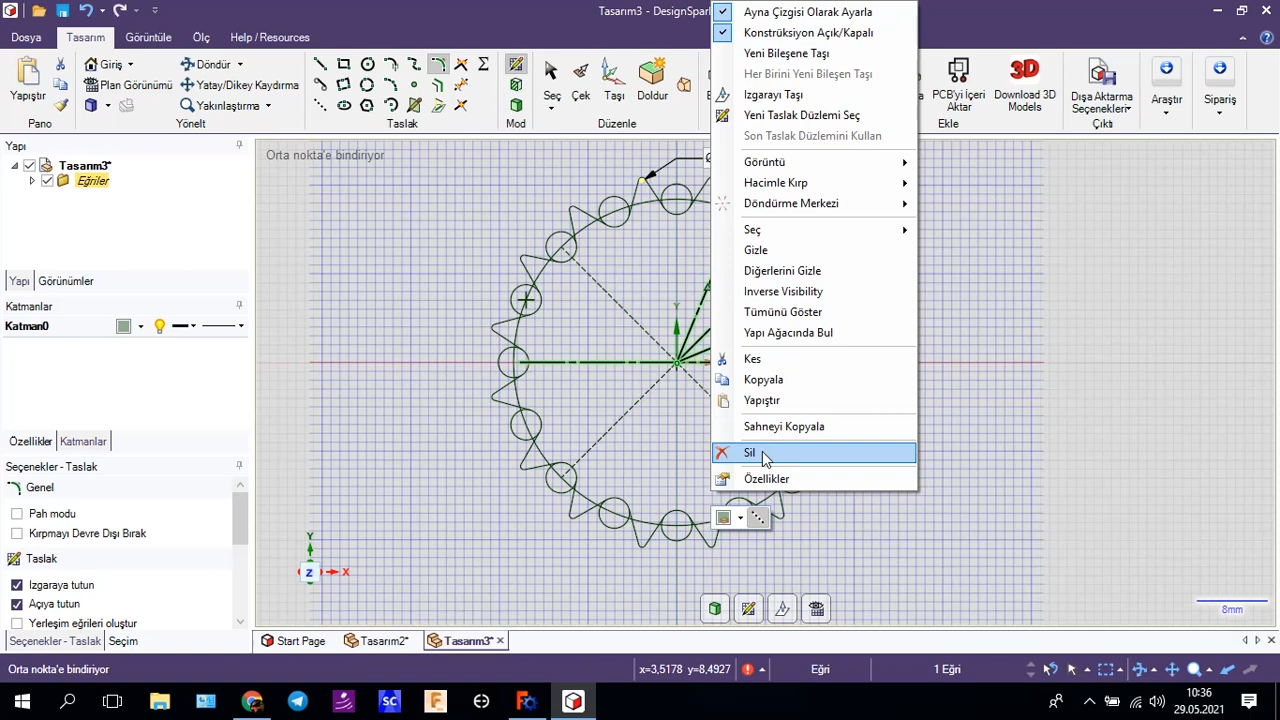 Tasarım3* - DesignSpark
Dosya
Tasarım
Görüntüle
Ölç
Help / Resources
Yapıştır
Pano
Giriş
Plan Görünümü
Döndür
Yatay/Dikey Kaydırma
Yakınlaştırma
Yönelt
Taslak
Mod
Seç
Çekiç
Taşı
Doldur
Düzenle
PCB'yi İçeri Aktar
Download 3D Models
Ekle
Dışa Aktarma Seçenekleri
Çıktı
Araştır
Sipariş
Ayna Çizgisi Olarak Ayarla
Konstrüksiyon Açık/Kapalı
Yeni Bileşene Taşı
Her Birini Yeni Bileşen Taşı
Izgarayı Taşı
Yeni Taslak Düzlemi Seç
Son Taslak Düzlemini Kullan
Görüntü
Hacimle Kırp
Döndürme Merkezi
Seç
Gizle
Diğerlerini Gizle
Inverse Visibility
Tümünü Göster
Yapı Ağacında Bul
Kes
Kopyala
Yapıştır
Sahneyi Kopyala
Sil
Özellikler
Yapı
Tasarım3*
Eğriler
Yapı
Görünümler
Katmanlar
Katman0
Özellikler
Katmanlar
Seçenekler - Taslak
Genel
Pah modu
Kırpmayı Devre Dışı Bırak
Taslak
Izgaraya tutun
Açıya tutun
Yerleşim eğrileri oluştur
Seçenekler - Taslak
Seçim
Orta nokta'e bindiriyor
Y
Y
Z
X
8mm
Start Page
Tasarım2*
Tasarım3*
Orta nokta'e bindiriyor
x=3,5178 y=8,4927
Eğri
1 Eğri
10:36
29.05.2021